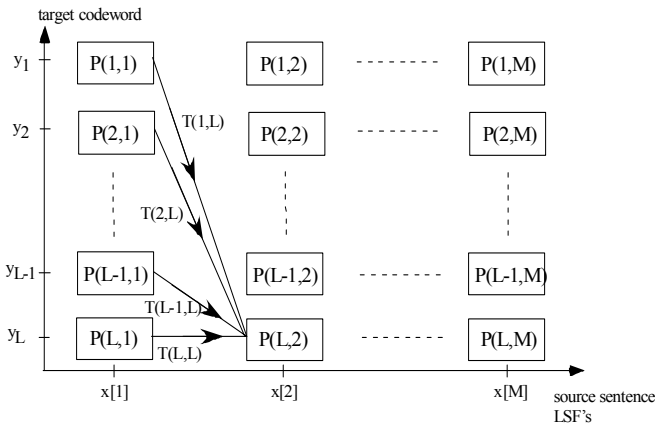 target codeword
y1 P(1,1) P(1,2) P(1,M)
T(1,L)
y2 P(2,1) P(2,2) P(2,M)
T(2,L)
yL-1 P(L-1,1) P(L-1,2) P(L-1,M)
T(L-1,L)
yL P(L,1) P(L,2) P(L,M)
T(L,L)
x[1] x[2] x[M]
source sentence
LSF's